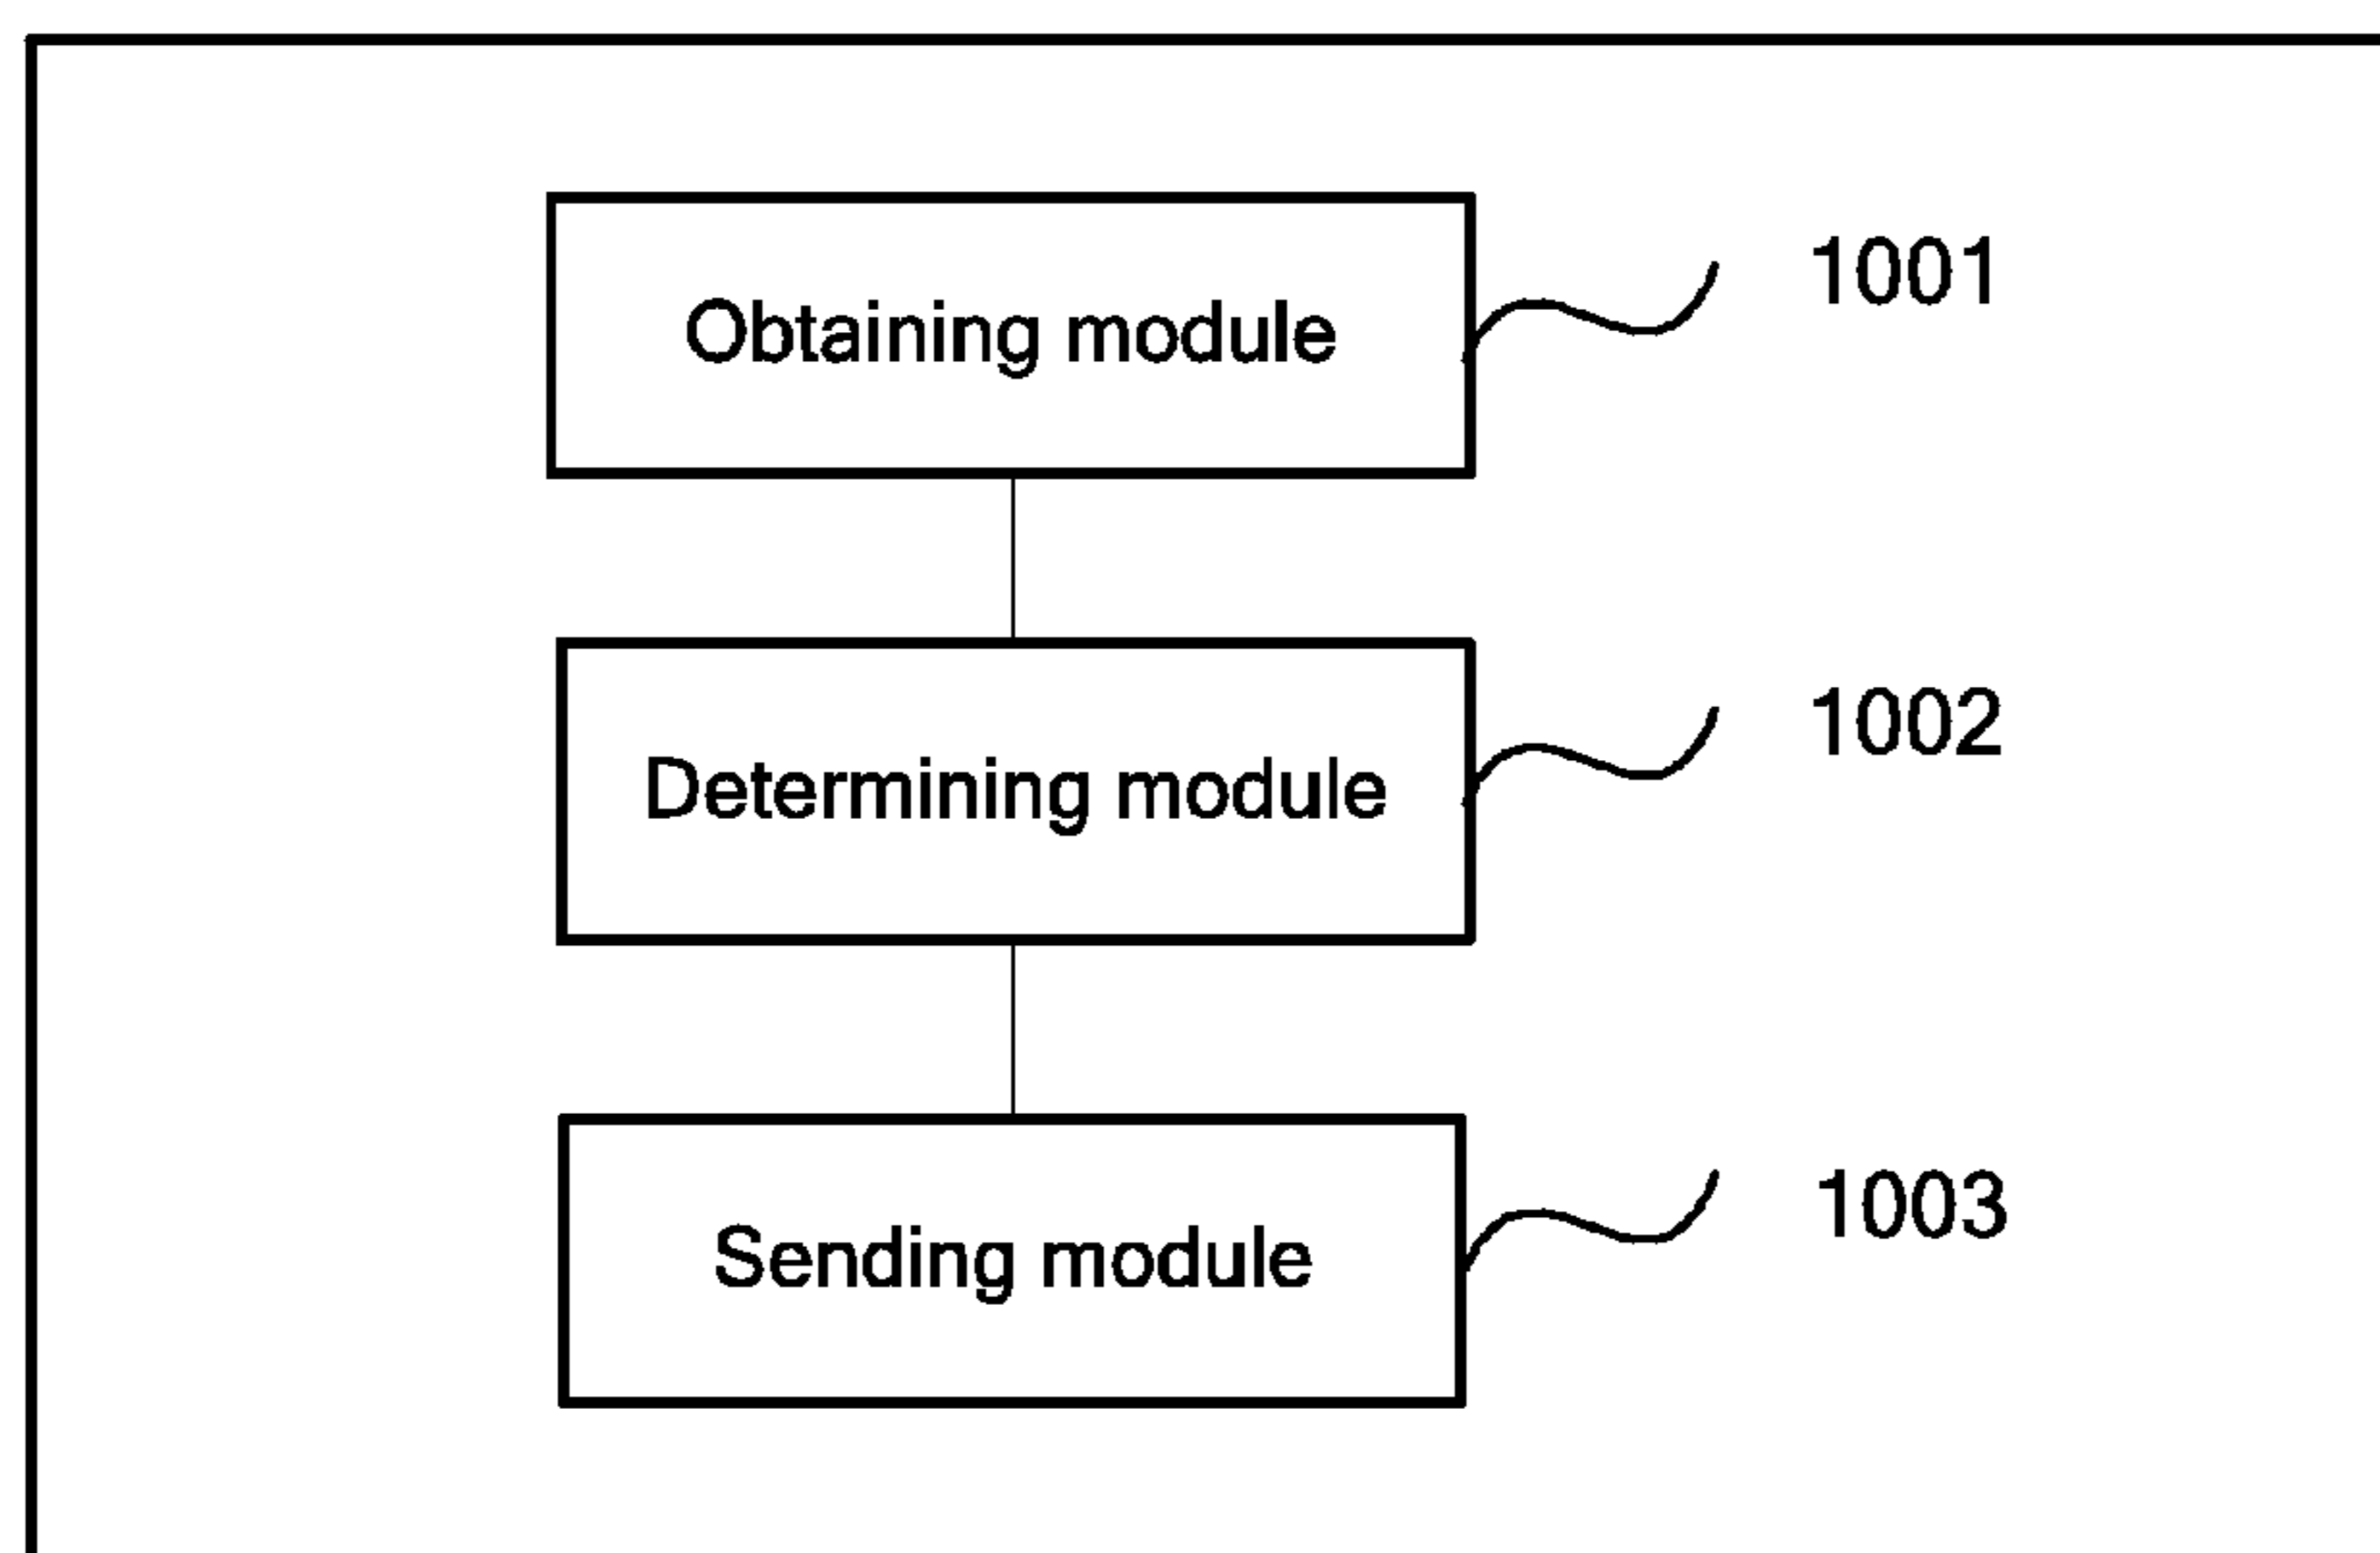 Obtaining module
1001
Determining module
1002
Sending module
1003